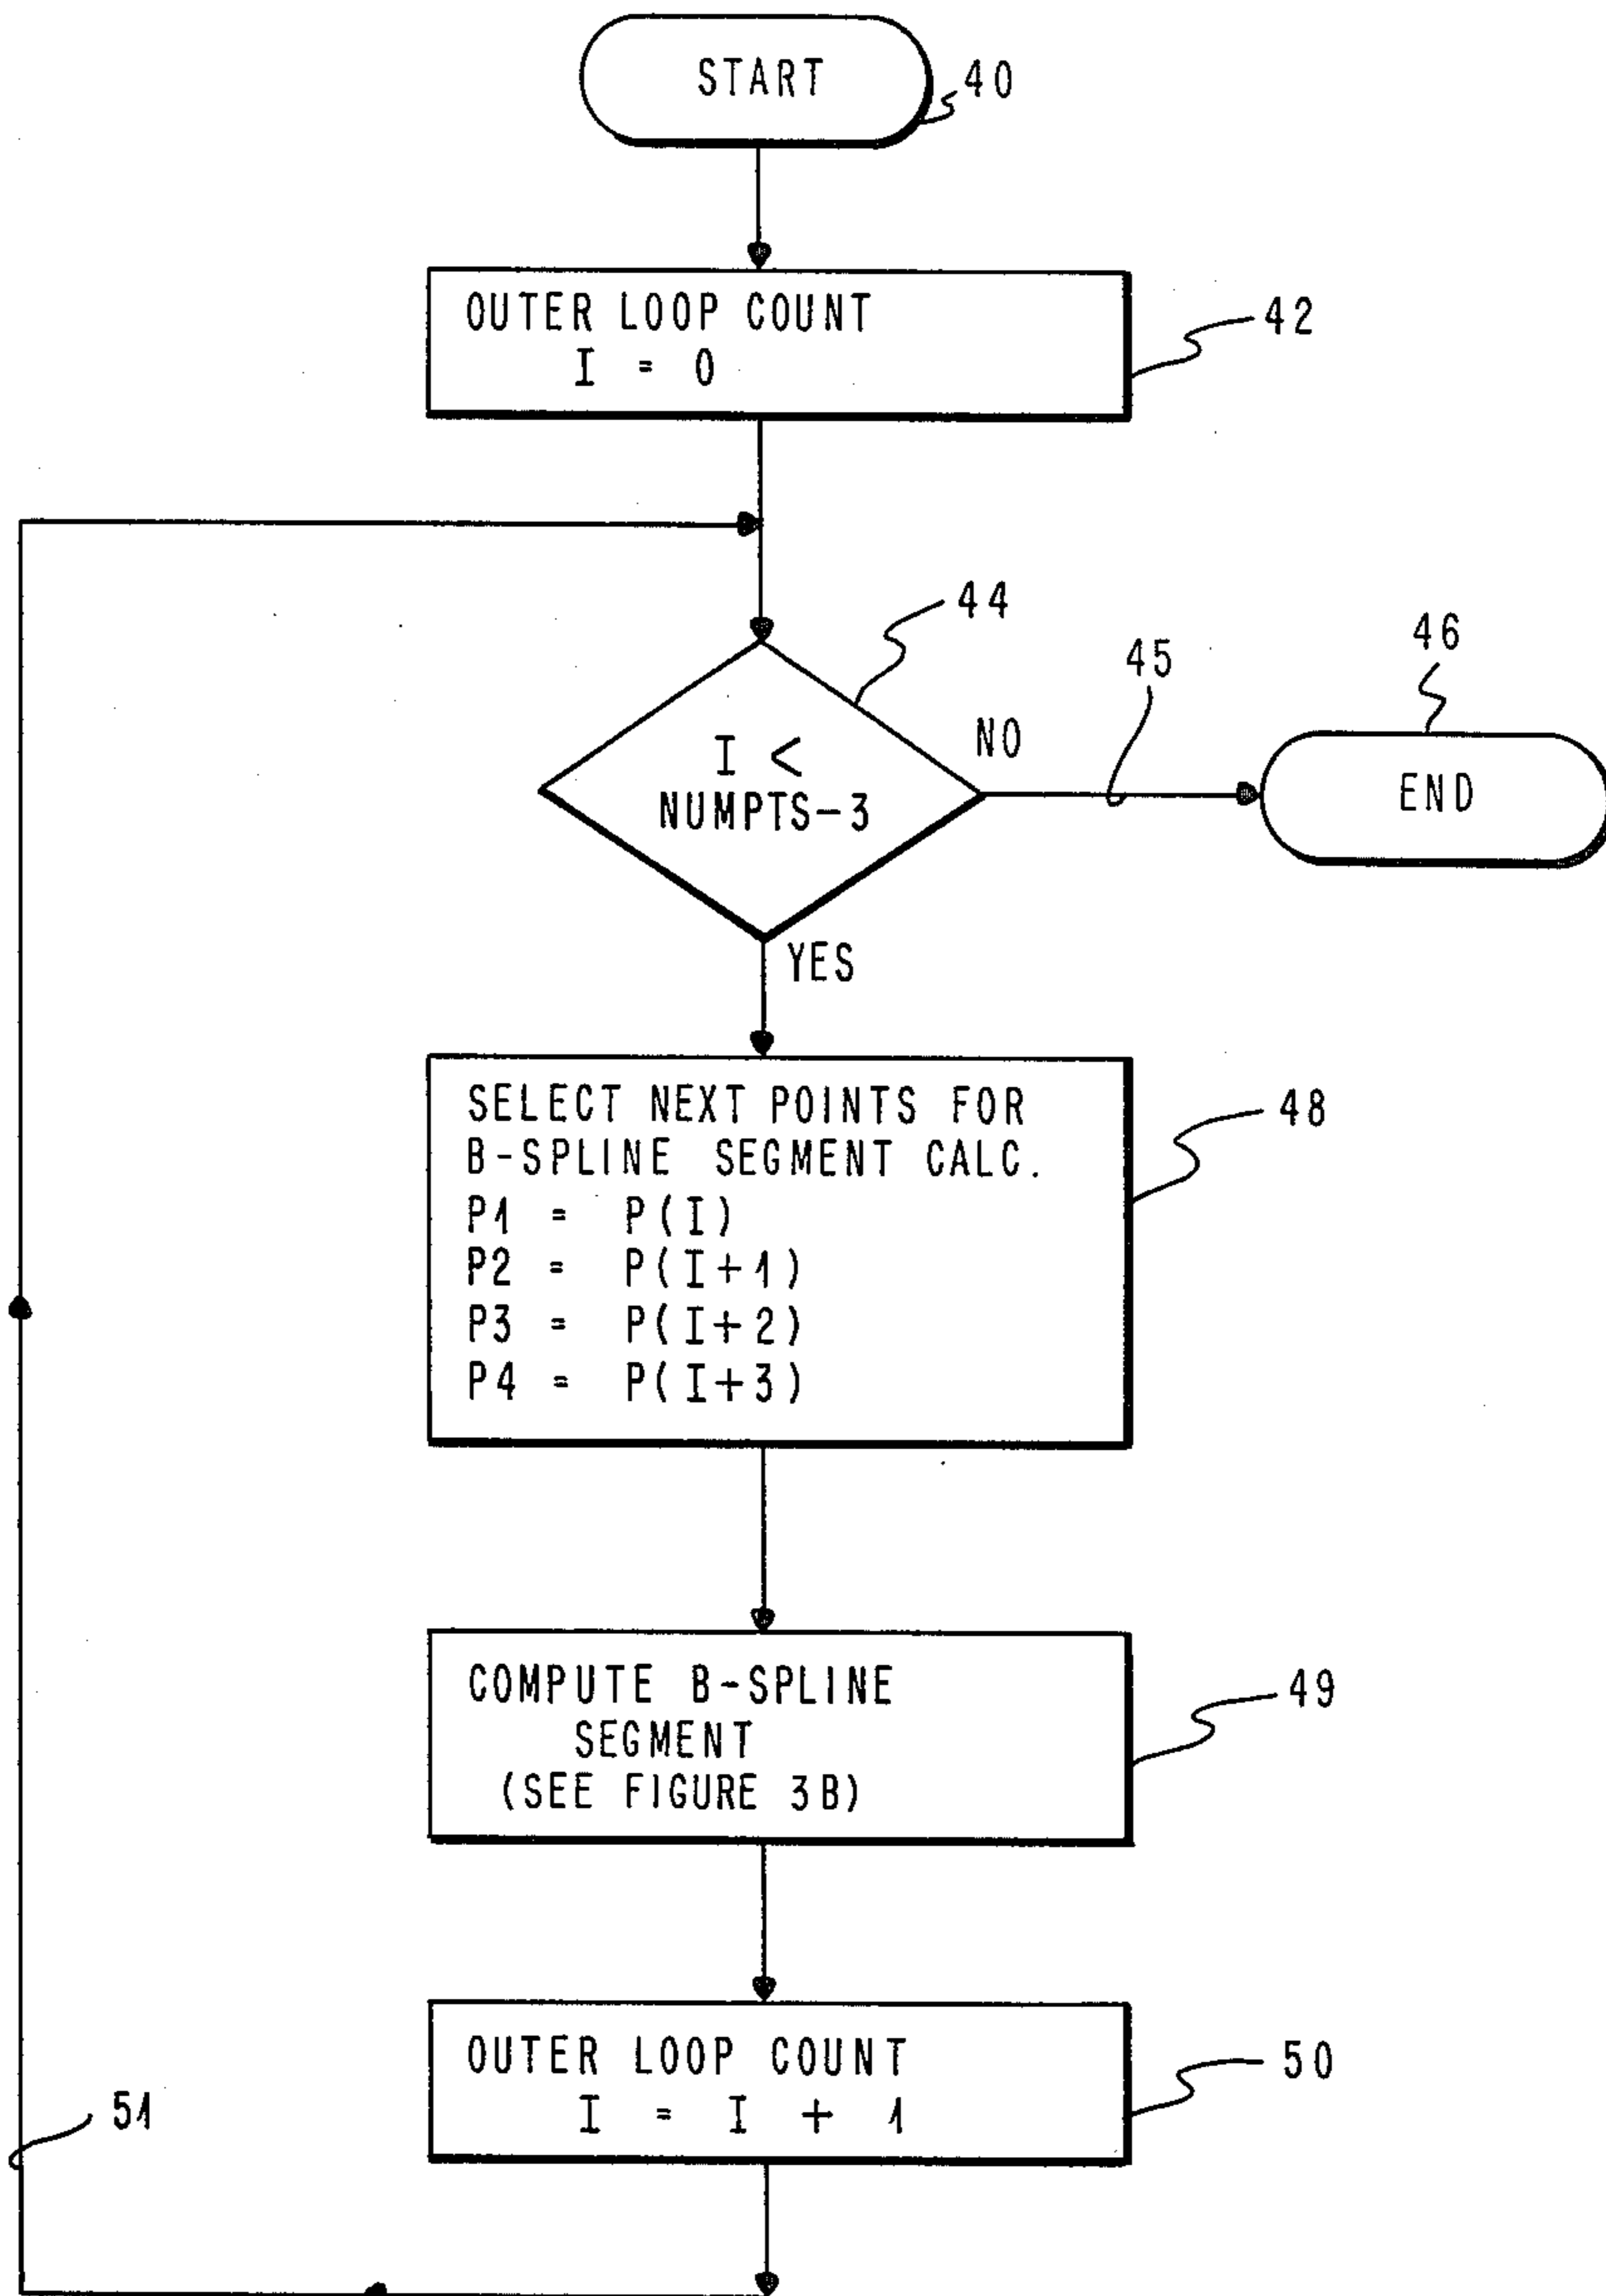 START
40
OUTER LOOP COUNT
I = 0
42
44
45
46
I <
NUMPTS-3
NO
END
YES
SELECT NEXT POINTS FOR
B-SPLINE SEGMENT CALC.
P1 = P(I)
P2 = P(I+1)
P3 = P(I+2)
P4 = P(I+3)
48
COMPUTE B-SPLINE
SEGMENT
(SEE FIGURE 3B)
49
OUTER LOOP COUNT
I = I + 1
50
51